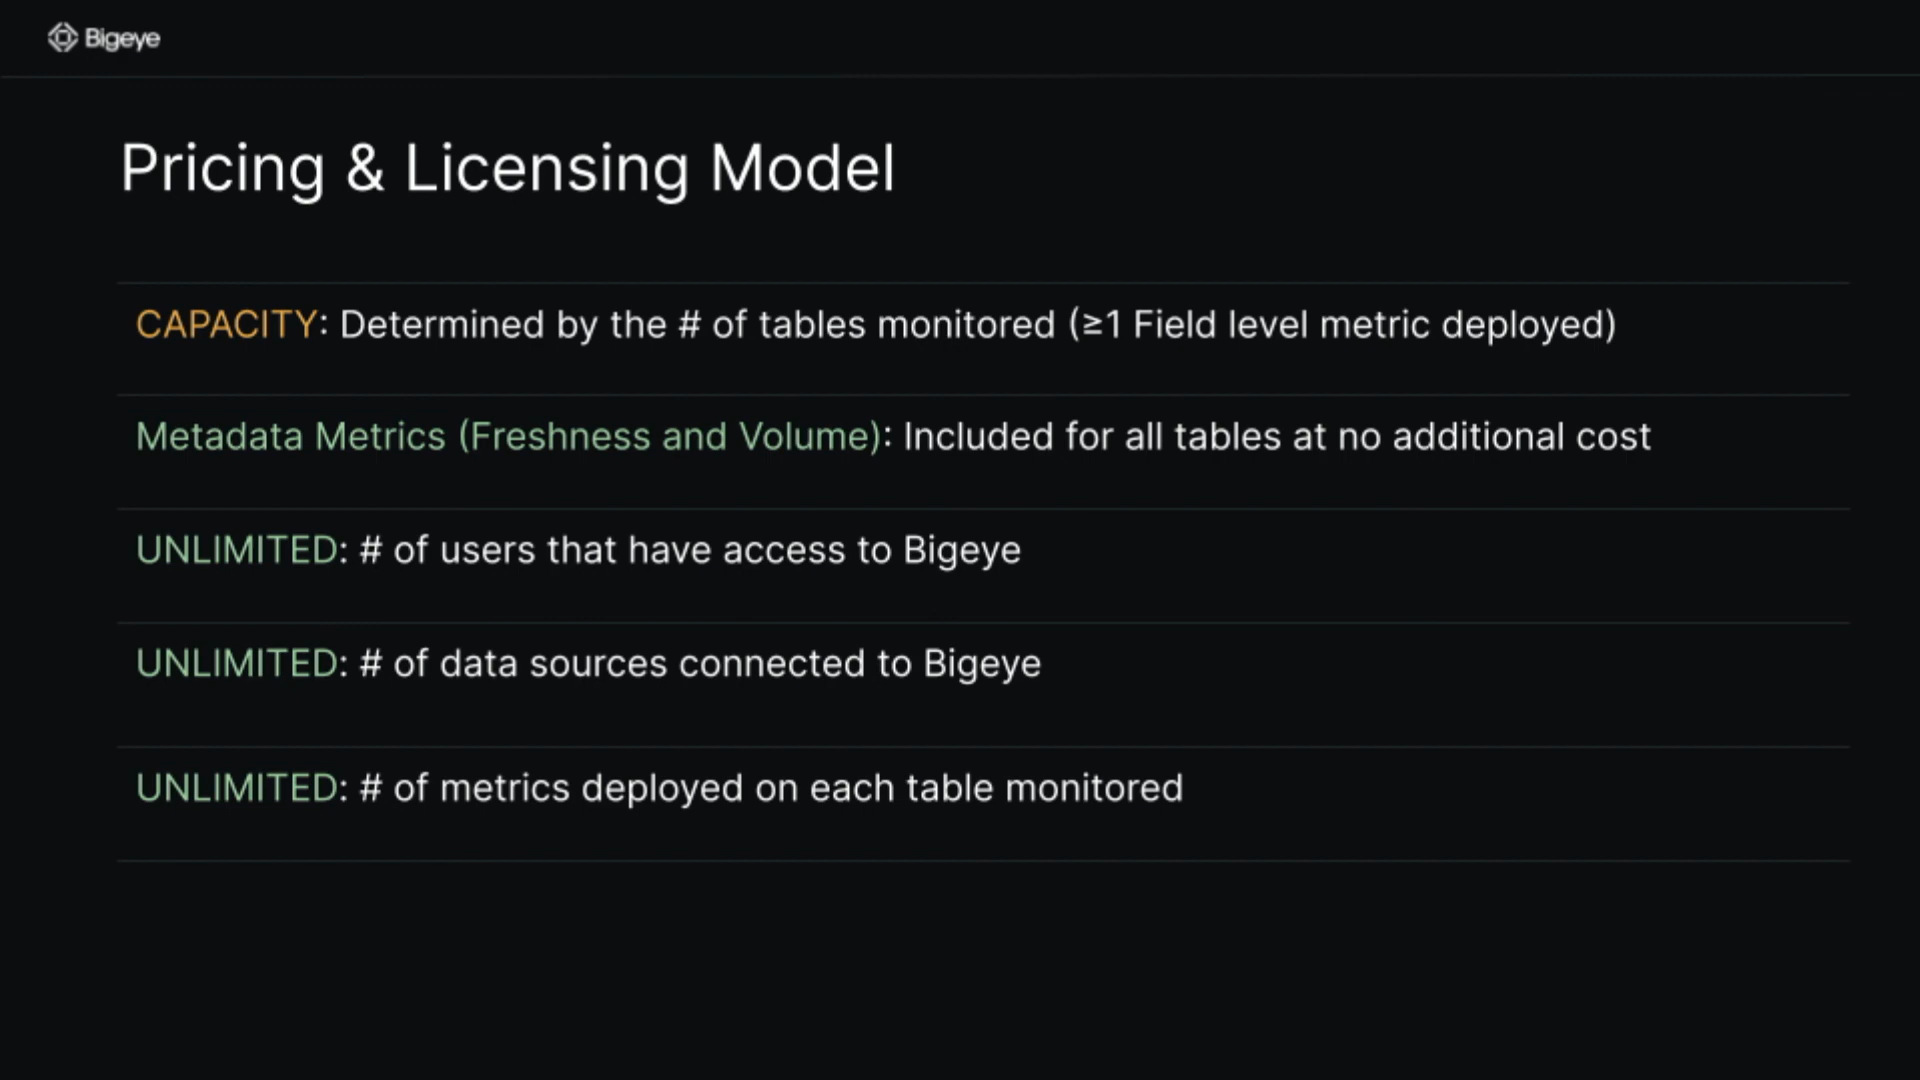 Bigeye
Pricing & Licensing Model
CAPACITY: Determined by the # of tables monitored (≥1 Field level metric deployed)
Metadata Metrics (Freshness and Volume): Included for all tables at no additional cost
UNLIMITED: # of users that have access to Bigeye
UNLIMITED: # of data sources connected to Bigeye
UNLIMITED: # of metrics deployed on each table monitored